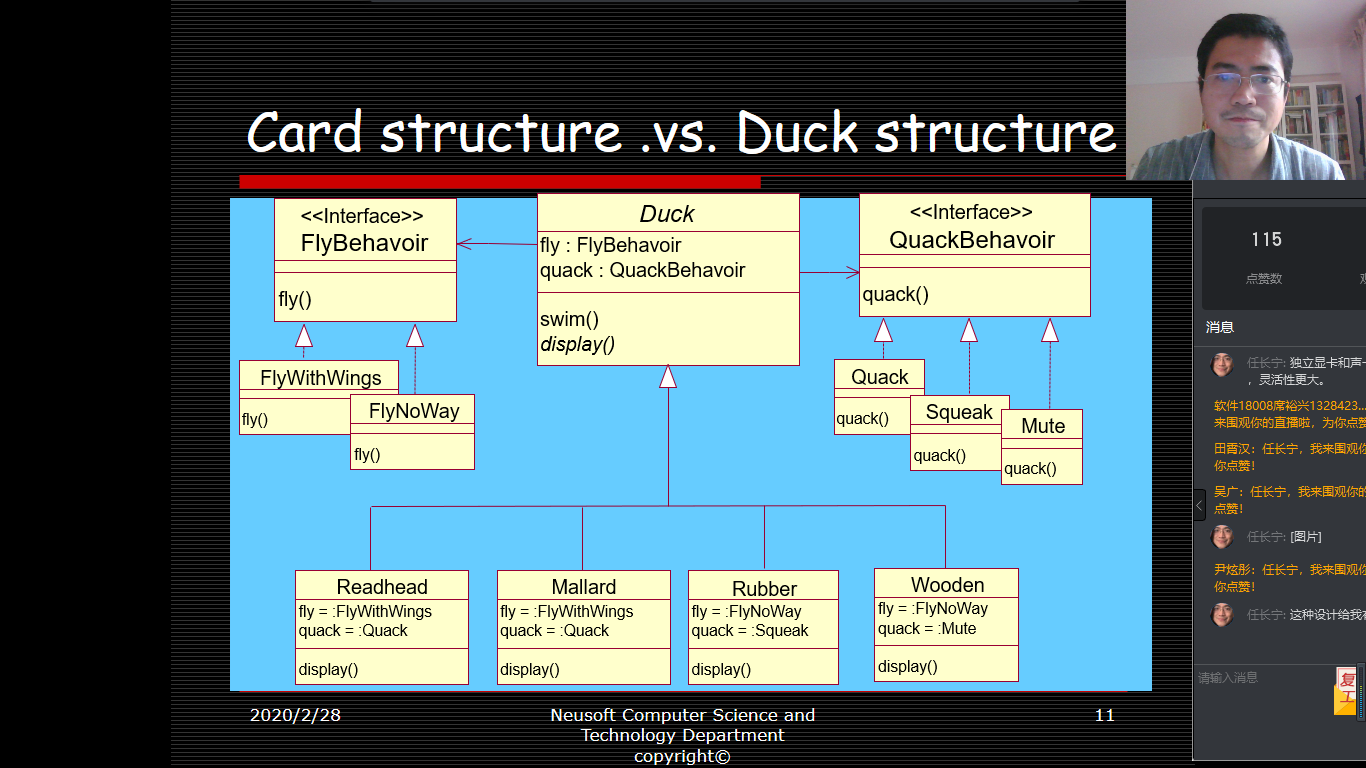 Card structure .vs. Duck structure
<<Interface>>
FlyBehavoir
fly()
FlyWithWings
fly()
FlyNoWay
fly()
Duck
fly : FlyBehavoir
quack : QuackBehavoir
swim()
display()
<<Interface>>
QuackBehavoir
quack()
Quack
quack()
Squeak
quack()
Mute
quack()
Readhead
fly = :FlyWithWings
quack = :Quack
display()
Mallard
fly = :FlyWithWings
quack = :Quack
display()
Rubber
fly = :FlyNoWay
quack = :Squeak
display()
Wooden
fly = :FlyNoWay
quack = :Mute
display()
2020/2/28
Neusoft Computer Science and
Technology Department
copyright©
11
115
点赞数
消息
任长宁: 独立显卡和声卡
，灵活性更大。
软件18008席裕兴1328423...
来围观你的直播啦，为你点赞
田胥汉：任长宁，我来围观你
你点赞！
吴广：任长宁，我来围观你的
点赞！
任长宁: [图片]
尹炫彤：任长宁，我来围观你
你点赞！
任长宁: 这种设计给我
请输入消息
复
工